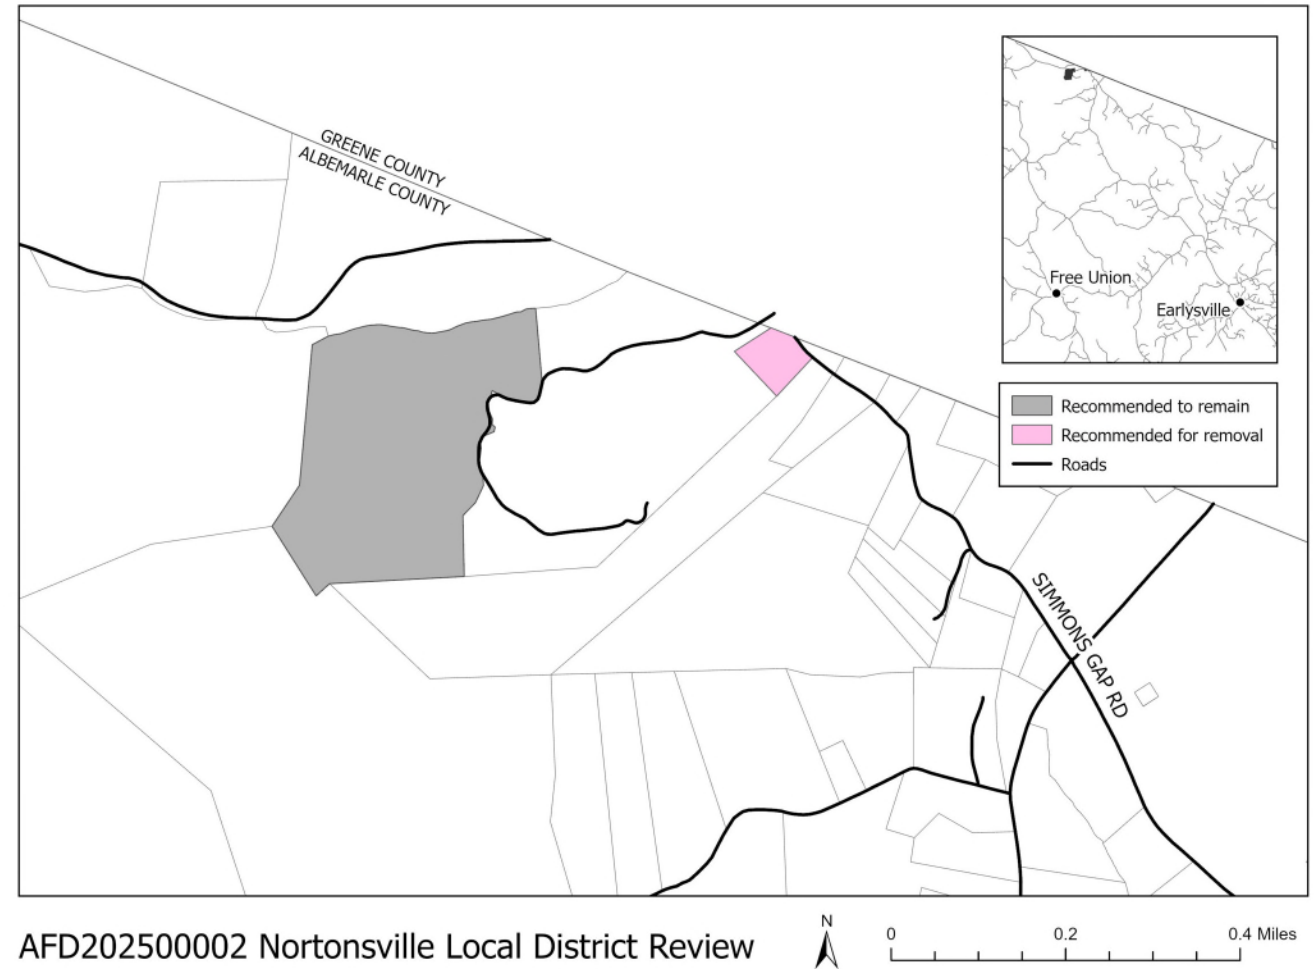 GREENE COUNTY
ALBEMARLE COUNTY
Free Union
Earlysville
Recommended to remain
Recommended for removal
Roads
SIMMONS GAP RD
AFD202500002 Nortonsville Local District Review
N
0 0.2 0.4 Miles